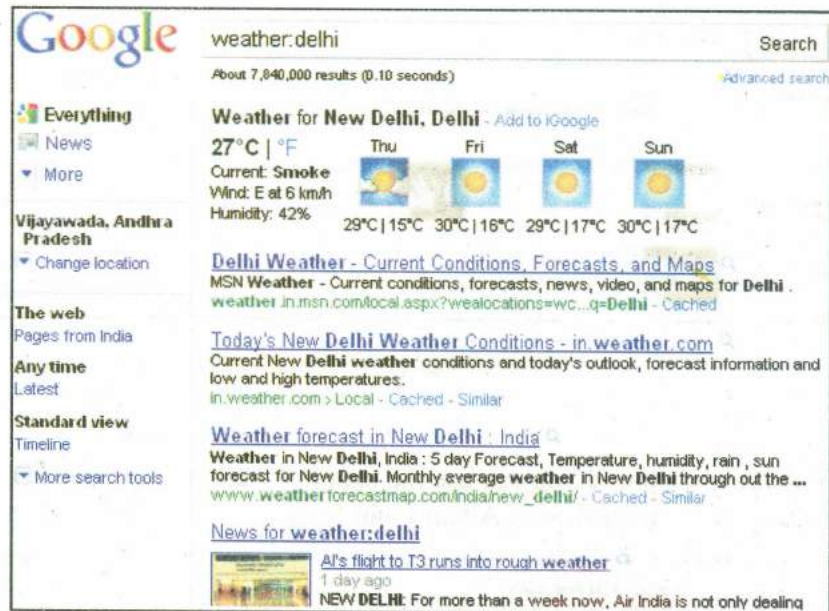 Google
weather:delhi
Search
About 7,840,000 results (0.10 seconds)
Advanced search
Everything
News
More
Vijayawada, Andhra
Pradesh
Change location
The web
Pages from India
Any time
Latest
Standard view
Timeline
More search tools
Weather for New Delhi, Delhi - Add to iGoogle
27°C | °F
Current: Smoke
Wind: E at 6 km/h
Humidity: 42%
Thu Fri Sat Sun
29°C | 15°C 30°C | 16°C 29°C | 17°C 30°C | 17°C
Delhi Weather - Current Conditions, Forecasts, and Maps
MSN Weather - Current conditions, forecasts, news, video, and maps for Delhi .
weather.in.msn.com/local.aspx?wealocations=wc...q=Delhi - Cached
Today's New Delhi Weather Conditions - in.weather.com
Current New Delhi weather conditions and today's outlook, forecast information and
low and high temperatures.
in.weather.com › Local - Cached - Similar
Weather forecast in New Delhi : India
Weather in New Delhi, India : 5 day Forecast, Temperature, humidity, rain , sun
forecast for New Delhi. Monthly average weather in New Delhi through out the ...
www.weatherforecastmap.com/india/new_delhi/ - Cached - Similar
News for weather:delhi
AI's flight to T3 runs into rough weather
1 day ago
NEW DELHI: For more than a week now, Air India is not only dealing